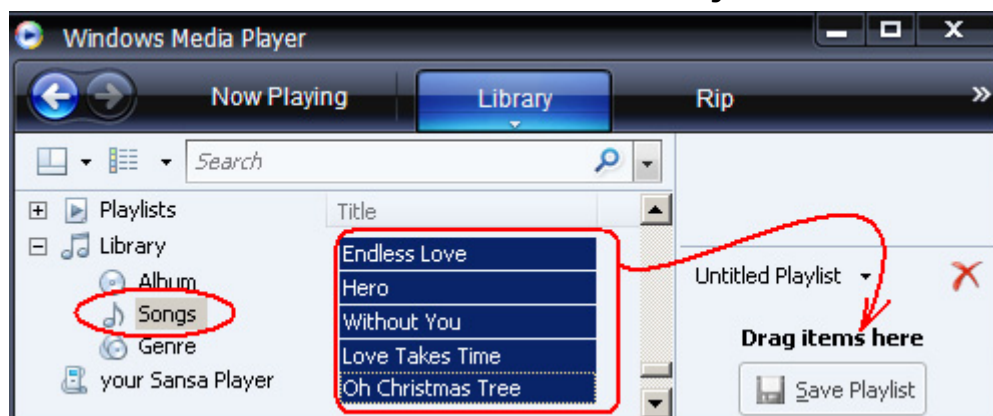 Windows Media Player
Now Playing Library Rip »
Search
Playlists Title
Library Endless Love
Album Hero Untitled Playlist
Songs Without You
Genre Love Takes Time Drag items here
your Sansa Player Oh Christmas Tree Save Playlist